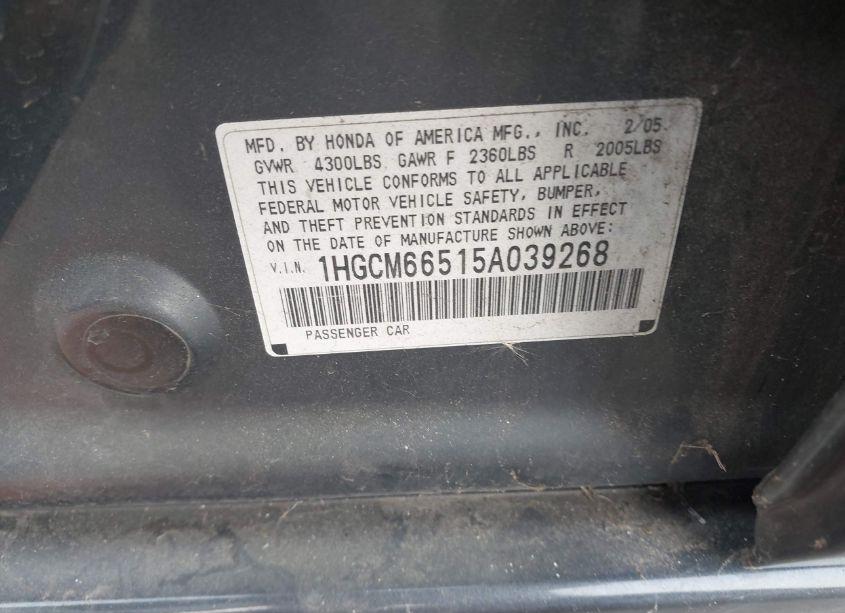 MFD. BY HONDA OF AMERICA MFG., INC. 2/05
GVWR 4300LBS GAWR F 2360LBS R 2005LBS
THIS VEHICLE CONFORMS TO ALL APPLICABLE
FEDERAL MOTOR VEHICLE SAFETY, BUMPER,
AND THEFT PREVENTION STANDARDS IN EFFECT
ON THE DATE OF MANUFACTURE SHOWN ABOVE:
V.I.N. 1HGCM66515A039268
PASSENGER CAR